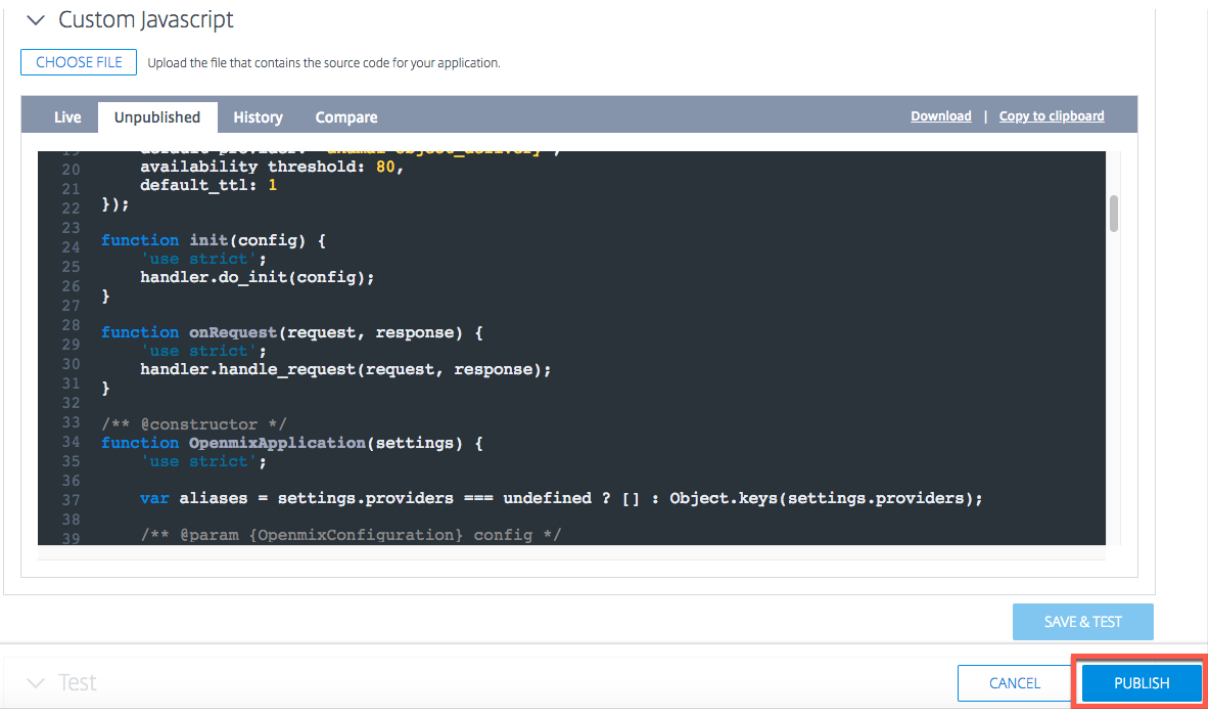 Custom Javascript
CHOOSE FILE Upload the file that contains the source code for your application.
Live Unpublished History Compare Download | Copy to clipboard
20 availability threshold: 80,
21 default_ttl: 1
22 });
23
24 function init(config) {
25 'use strict';
26 handler.do_init(config);
27 }
28 function onRequest(request, response) {
29 'use strict';
30 handler.handle_request(request, response);
31 }
32
33 /** @constructor */
34 function OpenmixApplication(settings) {
35 'use strict';
36
37 var aliases = settings.providers === undefined ? [] : Object.keys(settings.providers);
38
39 /** @param {OpenmixConfiguration} config */
SAVE & TEST
Test CANCEL PUBLISH